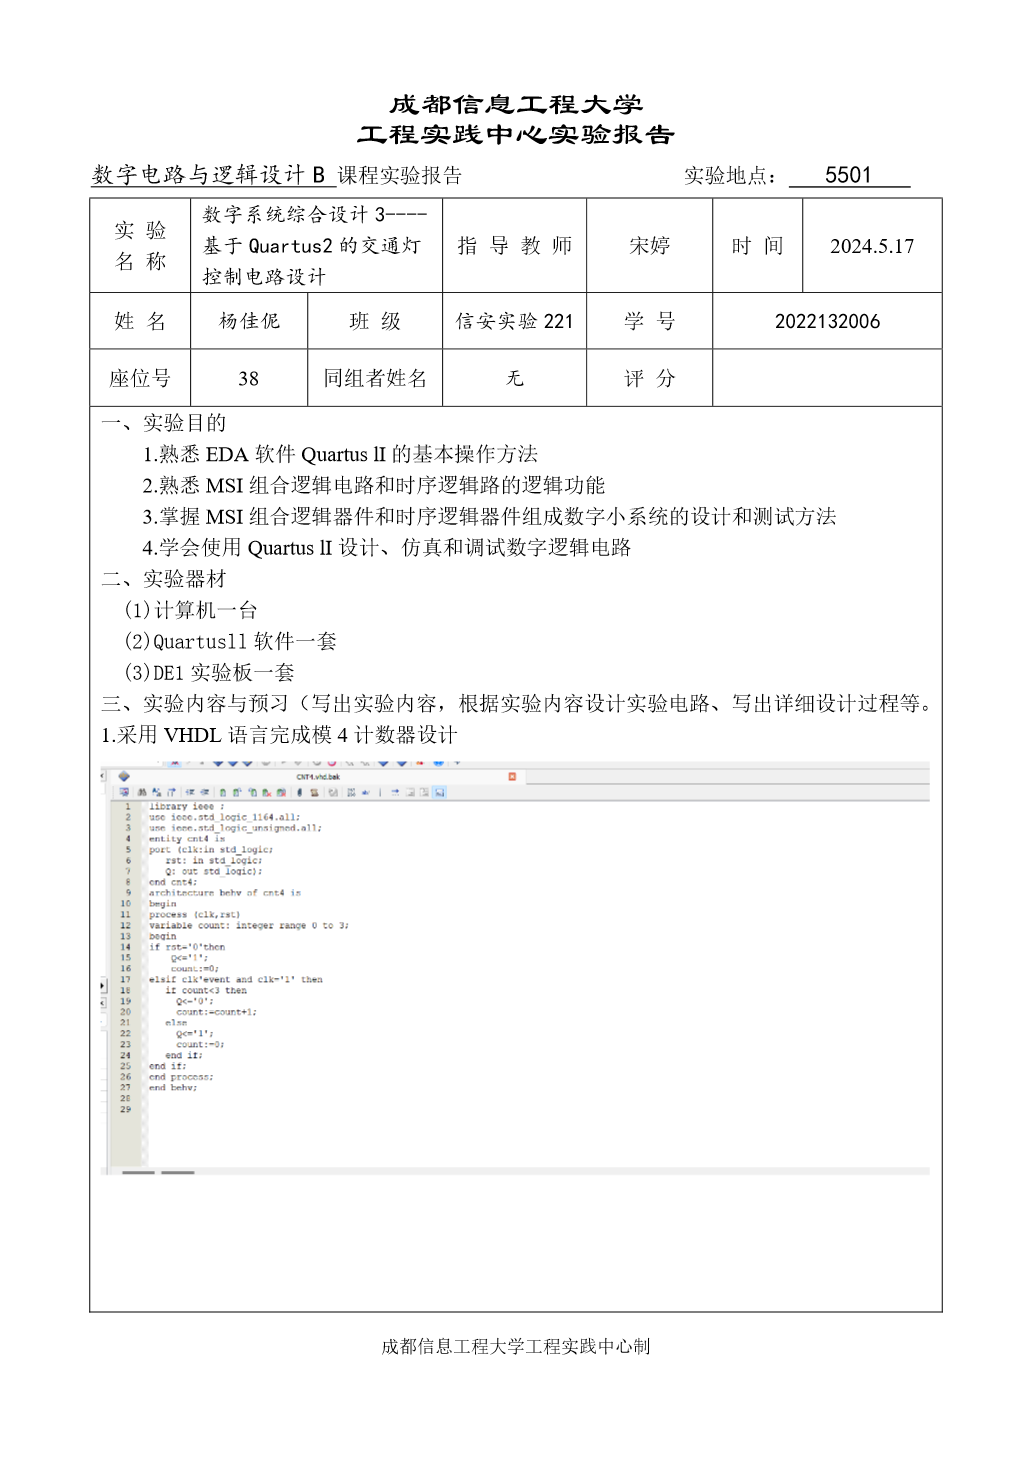 成都信息工程大学
工程实践中心实验报告
数字电路与逻辑设计 B 课程实验报告 实验地点： 5501
实 验 名 称 数字系统综合设计 3----基于 Quartus2 的交通灯控制电路设计 指 导 教 师 宋婷 时 间 2024.5.17
姓 名 杨佳伲 班 级 信安实验 221 学 号 2022132006
座位号 38 同组者姓名 无 评 分
一、实验目的
1.熟悉 EDA 软件 Quartus lI 的基本操作方法
2.熟悉 MSI 组合逻辑电路和时序逻辑路的逻辑功能
3.掌握 MSI 组合逻辑器件和时序逻辑器件组成数字小系统的设计和测试方法
4.学会使用 Quartus lI 设计、仿真和调试数字逻辑电路
二、实验器材
(1)计算机一台
(2)Quartusll 软件一套
(3)DE1 实验板一套
三、实验内容与预习（写出实验内容，根据实验内容设计实验电路、写出详细设计过程等。
1.采用 VHDL 语言完成模 4 计数器设计
CNT4.vhd.bak
1 library ieee ;
2 use ieee.std_logic_1164.all;
3 use ieee.std_logic_unsigned.all;
4 entity cnt4 is
5 port (clk:in std_logic;
6 rst: in std_logic;
7 Q: out std_logic);
8 end cnt4;
9 architecture behv of cnt4 is
10 begin
11 process (clk,rst)
12 variable count: integer range 0 to 3;
13 begin
14 if rst='0'then
15 Q<='1';
16 count:=0;
17 elsif clk'event and clk='1' then
18 if count<3 then
19 Q<='0';
20 count:=count+1;
21 else
22 Q<='1';
23 count:=0;
24 end if;
25 end if;
26 end process;
27 end behv;
28
29
成都信息工程大学工程实践中心制